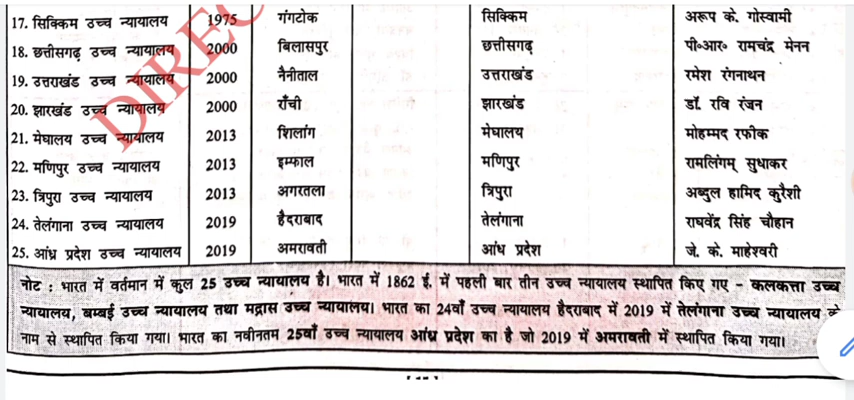 17. सिक्किम उच्च न्यायालय 1975 गंगटोक सिक्किम अरूप के. गोस्वामी
18. छत्तीसगढ़ उच्च न्यायालय 2000 बिलासपुर छत्तीसगढ़ पी०आर० रामचंद्र मेनन
19. उत्तराखंड उच्च न्यायालय 2000 नैनीताल उत्तराखंड रमेश रंगनाथन
20. झारखंड उच्च न्यायालय 2000 राँची झारखंड डॉ. रवि रंजन
21. मेघालय उच्च न्यायालय 2013 शिलांग मेघालय मोहम्मद रफीक
22. मणिपुर उच्च न्यायालय 2013 इम्फाल मणिपुर रामलिंगम् सुधाकर
23. त्रिपुरा उच्च न्यायालय 2013 अगरतला त्रिपुरा अब्दुल हामिद कुरैशी
24. तेलंगाना उच्च न्यायालय 2019 हैदराबाद तेलंगाना राघवेंद्र सिंह चौहान
25. आंध्र प्रदेश उच्च न्यायालय 2019 अमरावती आंध प्रदेश जे. के. माहेश्वरी
नोट : भारत में वर्तमान में कुल 25 उच्च न्यायालय है। भारत में 1862 ई. में पहली बार तीन उच्च न्यायालय स्थापित किए गए - कलकत्ता उच्च
न्यायालय, बम्बई उच्च न्यायालय तथा मद्रास उच्च न्यायालय। भारत का 24वाँ उच्च न्यायालय हैदराबाद में 2019 में तेलंगाना उच्च न्यायालय
नाम से स्थापित किया गया। भारत का नवीनतम 25वाँ उच्च न्यायालय आंध्र प्रदेश का है जो 2019 में अमरावती में स्थापित किया गया।
DIREC